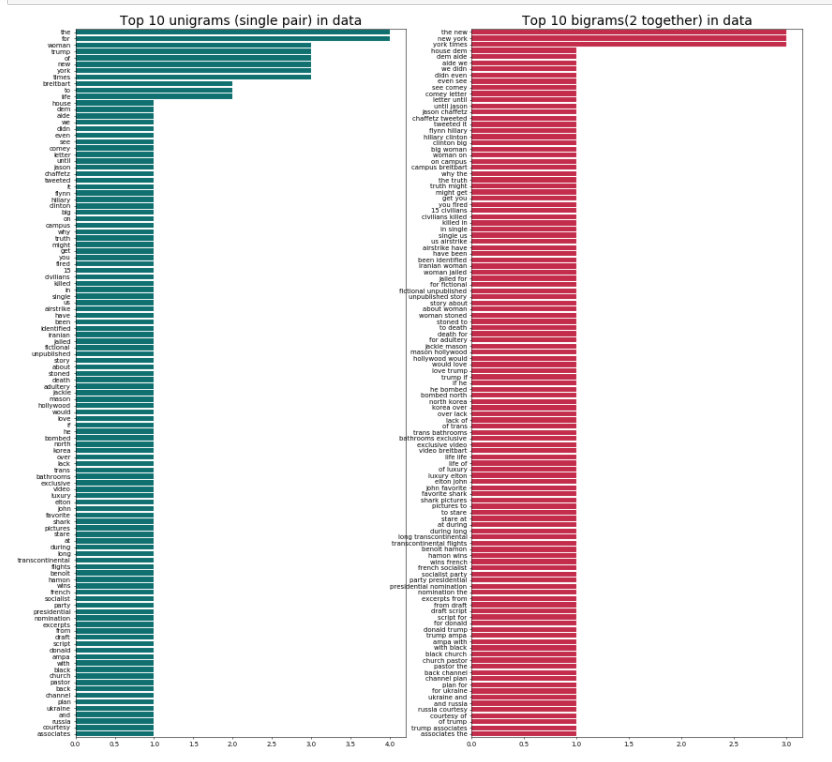 Top 10 unigrams (single pair) in data
the
for
woman
trump
of
new
york
times
breitbart
to
life
house
dem
aide
we
didn
even
see
comey
letter
until
jason
chaffetz
tweeted
it
flynn
hillary
clinton
big
on
campus
why
truth
might
get
you
fired
15
civilians
killed
in
single
us
airstrike
have
been
identified
iranian
jailed
fictional
unpublished
story
about
stoned
death
adultery
jackie
mason
hollywood
would
love
if
he
bombed
north
korea
over
lack
trans
bathrooms
exclusive
video
luxury
elton
john
favorite
shark
pictures
stare
at
during
long
transcontinental
flights
benoit
hamon
wins
french
socialist
party
presidential
nomination
excerpts
from
draft
script
donald
ampa
with
black
church
pastor
back
channel
plan
ukraine
and
russia
courtesy
associates
0.0 0.5 1.0 1.5 2.0 2.5 3.0 3.5 4.0
Top 10 bigrams(2 together) in data
the new
new york
york times
house dem
dem aide
aide we
we didn
didn even
even see
see comey
comey letter
letter until
until jason
jason chaffetz
chaffetz tweeted
tweeted it
flynn hillary
hillary clinton
clinton big
big woman
woman on
on campus
campus breitbart
why the
the truth
truth might
might get
get you
you fired
15 civilians
civilians killed
killed in
in single
single us
us airstrike
airstrike have
have been
been identified
iranian woman
woman jailed
jailed for
for fictional
fictional unpublished
unpublished story
story about
about woman
woman stoned
stoned to
to death
death for
for adultery
jackie mason
mason hollywood
hollywood would
would love
love trump
trump if
if he
he bombed
bombed north
north korea
korea over
over lack
lack of
of trans
trans bathrooms
bathrooms exclusive
exclusive video
video breitbart
life life
life of
of luxury
luxury elton
elton john
john favorite
favorite shark
shark pictures
pictures to
to stare
stare at
at during
during long
long transcontinental
transcontinental flights
benoit hamon
hamon wins
wins french
french socialist
socialist party
party presidential
presidential nomination
nomination the
excerpts from
from draft
draft script
script for
for donald
donald trump
trump ampa
ampa with
with black
black church
church pastor
pastor the
back channel
channel plan
plan for
for ukraine
ukraine and
and russia
russia courtesy
courtesy of
of trump
trump associates
associates the
0.0 0.5 1.0 1.5 2.0 2.5 3.0